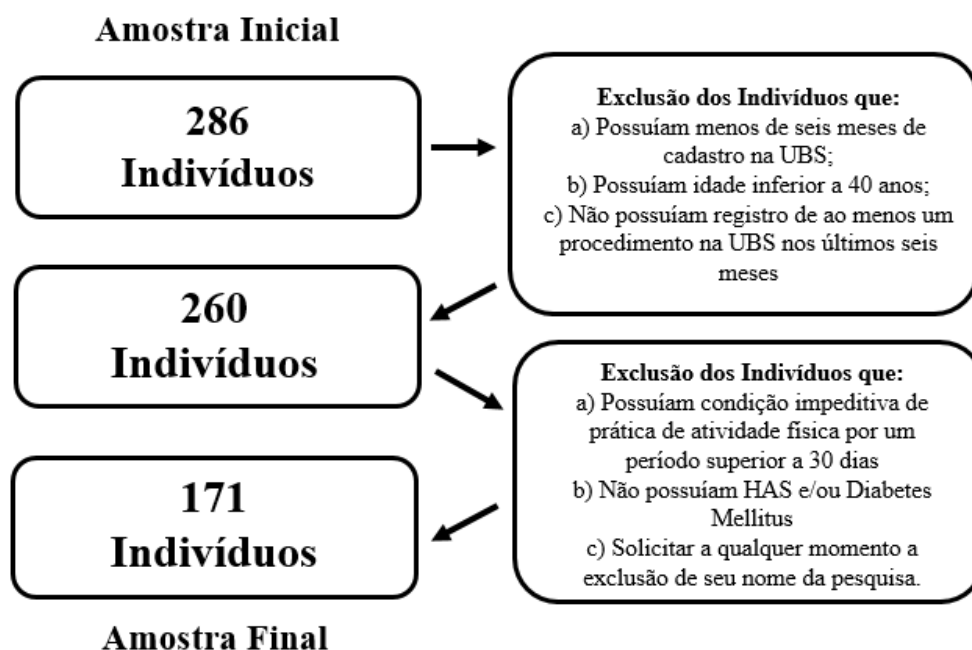 Amostra Inicial
286
Indivíduos
Exclusão dos Indivíduos que:
a) Possuíam menos de seis meses de
cadastro na UBS;
b) Possuíam idade inferior a 40 anos;
c) Não possuíam registro de ao menos um
procedimento na UBS nos últimos seis
meses
260
Indivíduos
Exclusão dos Indivíduos que:
a) Possuíam condição impeditiva de
prática de atividade física por um
período superior a 30 dias
b) Não possuíam HAS e/ou Diabetes
Mellitus
c) Solicitar a qualquer momento a
exclusão de seu nome da pesquisa.
171
Indivíduos
Amostra Final